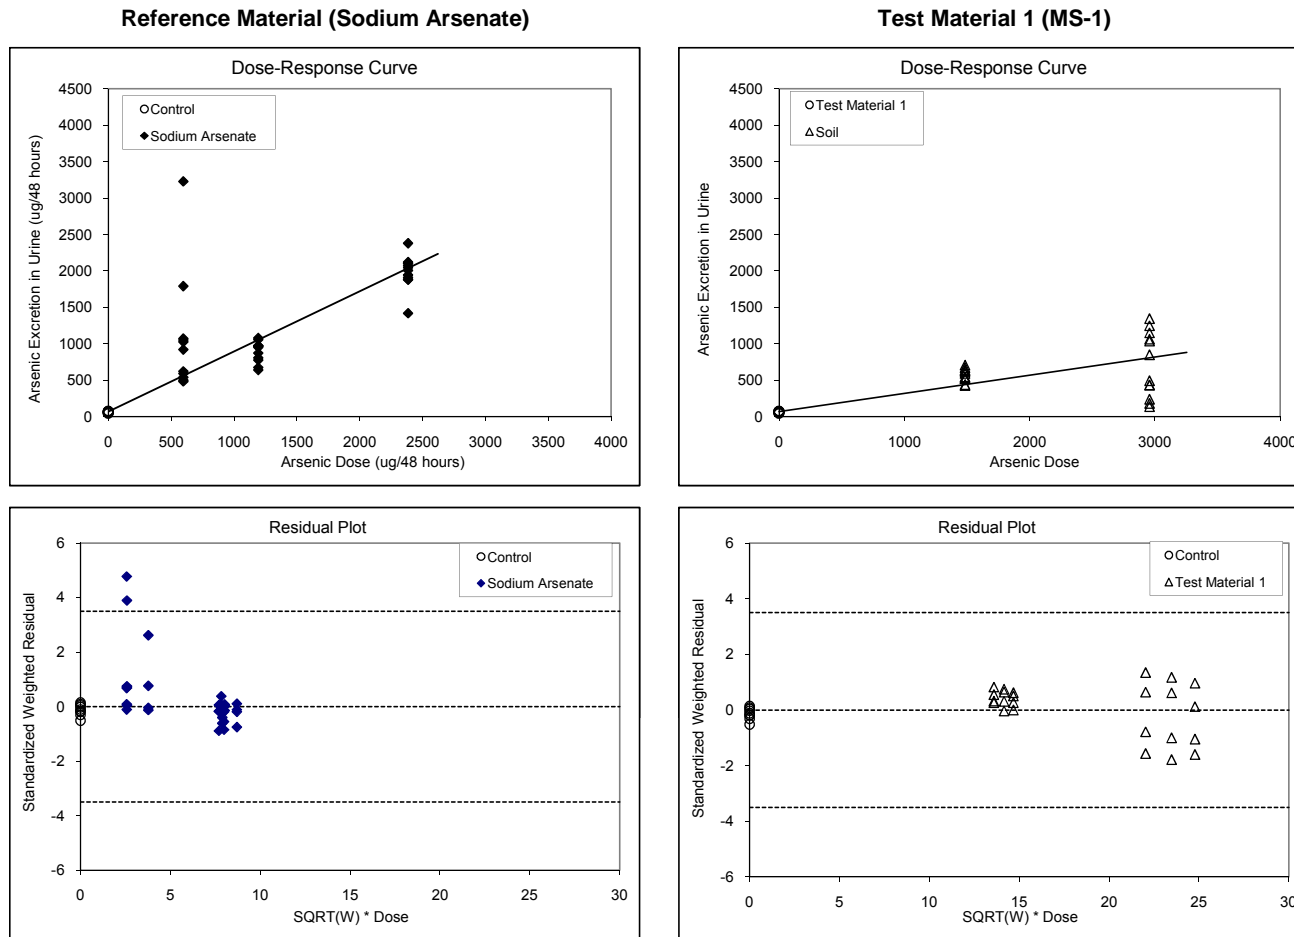 Reference Material (Sodium Arsenate)
Dose-Response Curve
4500
4000
3500
3000
2500
2000
1500
1000
500
0
Arsenic Excretion in Urine (ug/48 hours)
Control
Sodium Arsenate
0 500 1000 1500 2000 2500 3000 3500 4000
Arsenic Dose (ug/48 hours)
Test Material 1 (MS-1)
Dose-Response Curve
4500
4000
3500
3000
2500
2000
1500
1000
500
0
Arsenic Excretion in Urine
Test Material 1
Soil
0 1000 2000 3000 4000
Arsenic Dose
Residual Plot
6
4
2
0
-2
-4
-6
Standardized Weighted Residual
Control
Sodium Arsenate
0 5 10 15 20 25 30
SQRT(W) * Dose
Residual Plot
6
4
2
0
-2
-4
-6
Standardized Weighted Residual
Control
Test Material 1
0 5 10 15 20 25 30
SQRT(W) * Dose